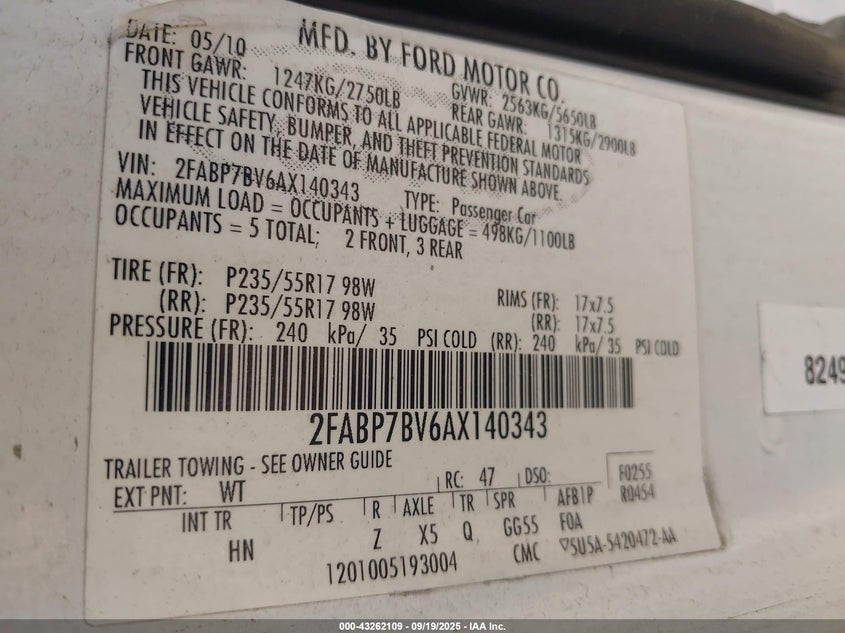 DATE: 05/10 MFD. BY FORD MOTOR CO.
FRONT GAWR: 1247KG/2750LB GVWR: 2563KG/5650LB
REAR GAWR: 1315KG/2900LB
THIS VEHICLE CONFORMS TO ALL APPLICABLE FEDERAL MOTOR
VEHICLE SAFETY, BUMPER, AND THEFT PREVENTION STANDARDS
IN EFFECT ON THE DATE OF MANUFACTURE SHOWN ABOVE.
VIN: 2FABP7BV6AX140343 TYPE: Passenger Car
MAXIMUM LOAD = OCCUPANTS + LUGGAGE = 498KG/1100LB
OCCUPANTS = 5 TOTAL; 2 FRONT, 3 REAR
TIRE (FR): P235/55R17 98W RIMS (FR): 17x7.5
(RR): P235/55R17 98W (RR): 17x7.5
PRESSURE (FR): 240 kPa/ 35 PSI COLD (RR): 240 kPa/ 35 PSI COLD
8249
2FABP7BV6AX140343
TRAILER TOWING - SEE OWNER GUIDE
EXT PNT: WT RC: 47 DSO: F0255
INT TR TP/PS R AXLE TR SPR AFB1P R0454
HN Z X5 Q GG55 FOA
1201005193004 CMC ▽5U5A-5420472-AA
000-43262109 - 09/19/2025 - IAA Inc.